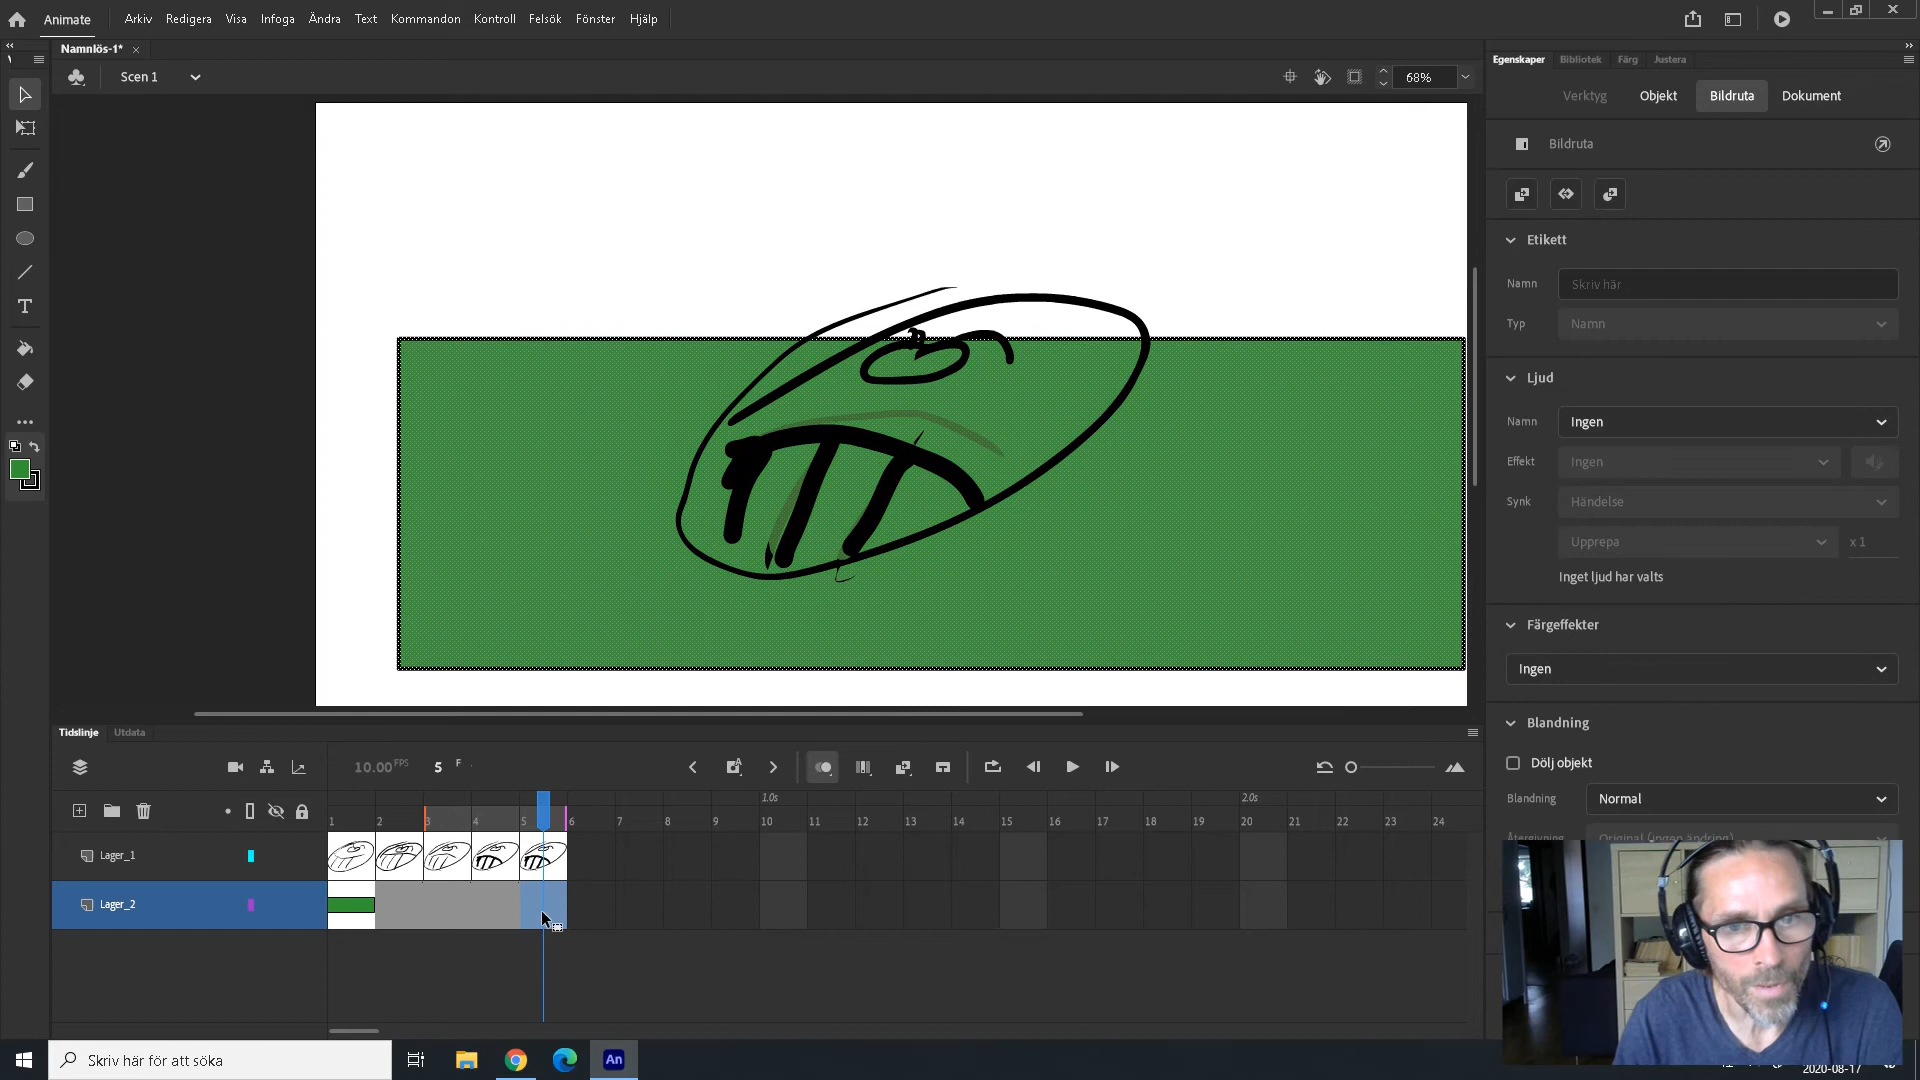 Animate
Arkiv Redigera Visa Infoga Ändra Text Kommandon Kontroll Felsök Fönster Hjälp
Namnlös-1*
Scen 1
68%
Egenskaper Bibliotek Färg Justera
Verktyg Objekt Bildruta Dokument
Bildruta
Etikett
Namn Skriv här
Typ Namn
Ljud
Namn Ingen
Effekt Ingen
Synk Händelse
Upprepa x 1
Inget ljud har valts
Färgeffekter
Ingen
Blandning
Dölj objekt
Blandning Normal
Återgivning Original (ingen ändring)
Tidslinje Utdata
10.00 FPS 5 F
1.0s 2.0s
1 2 3 4 5 6 7 8 9 10 11 12 13 14 15 16 17 18 19 20 21 22 23 24
Lager_1
Lager_2
Skriv här för att söka
An
2020-08-17